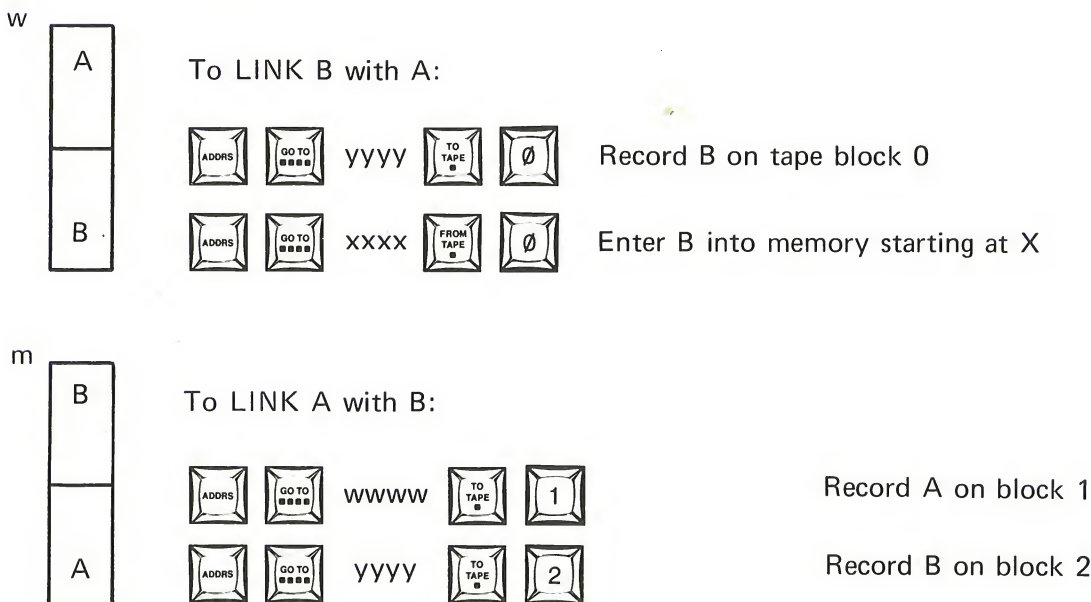 w
A
To LINK B with A:
ADDRS GO TO yyyy TO TAPE Ø Record B on tape block 0
B ADDRS GO TO xxxx FROM TAPE Ø Enter B into memory starting at X
m
B
To LINK A with B:
ADDRS GO TO wwww TO TAPE 1 Record A on block 1
A ADDRS GO TO yyyy TO TAPE 2 Record B on block 2